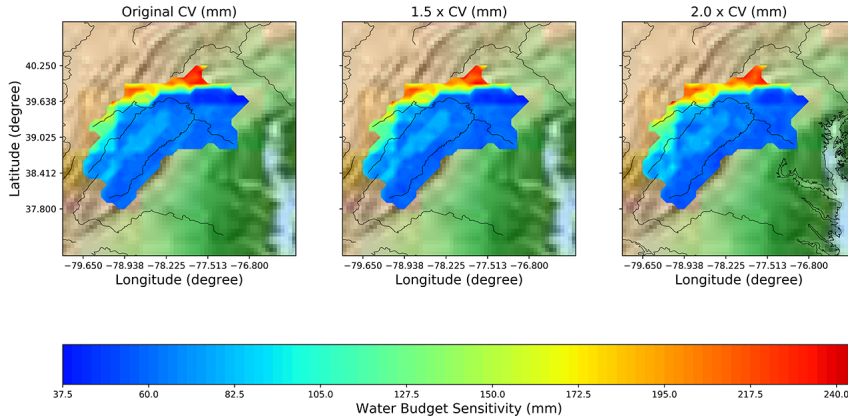 Original CV (mm)
1.5 x CV (mm)
2.0 x CV (mm)
Latitude (degree)
40.250
39.638
39.025
38.412
37.800
−79.650 −78.938 −78.225 −77.513 −76.800
−79.650 −78.938 −78.225 −77.513 −76.800
−79.650 −78.938 −78.225 −77.513 −76.800
Longitude (degree)
Longitude (degree)
Longitude (degree)
37.5 60.0 82.5 105.0 127.5 150.0 172.5 195.0 217.5 240.0
Water Budget Sensitivity (mm)